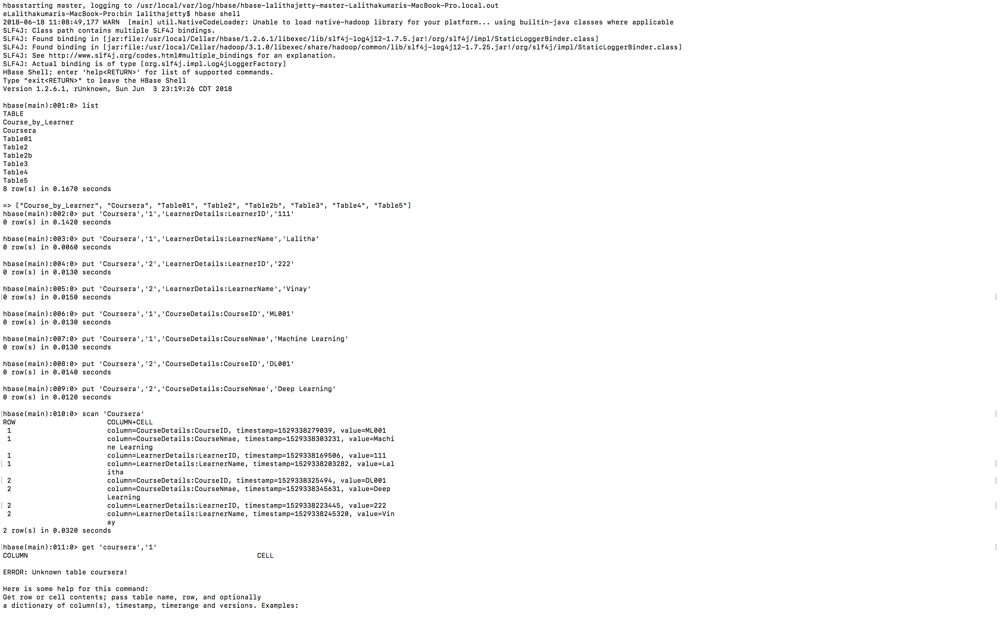 hbasstarting master, logging to /usr/local/var/log/hbase/hbase-lalithajetty-master-Lalithakumaris-MacBook-Pro.local.out
eLalithakumaris-MacBook-Pro:bin lalithajetty$ hbase shell
2018-06-18 11:08:49,177 WARN  [main] util.NativeCodeLoader: Unable to load native-hadoop library for your platform... using builtin-java classes where applicable
SLF4J: Class path contains multiple SLF4J bindings.
SLF4J: Found binding in [jar:file:/usr/local/Cellar/hbase/1.2.6.1/libexec/lib/slf4j-log4j12-1.7.5.jar!/org/slf4j/impl/StaticLoggerBinder.class]
SLF4J: Found binding in [jar:file:/usr/local/Cellar/hadoop/3.1.0/libexec/share/hadoop/common/lib/slf4j-log4j12-1.7.25.jar!/org/slf4j/impl/StaticLoggerBinder.class]
SLF4J: See http://www.slf4j.org/codes.html#multiple_bindings for an explanation.
SLF4J: Actual binding is of type [org.slf4j.impl.Log4jLoggerFactory]
HBase Shell; enter 'help<RETURN>' for list of supported commands.
Type "exit<RETURN>" to leave the HBase Shell
Version 1.2.6.1, rUnknown, Sun Jun  3 23:19:26 CDT 2018

hbase(main):001:0> list
TABLE
Course_by_Learner
Coursera
Table01
Table2
Table2b
Table3
Table4
Table5
8 row(s) in 0.1670 seconds

=> ["Course_by_Learner", "Coursera", "Table01", "Table2", "Table2b", "Table3", "Table4", "Table5"]
hbase(main):002:0> put 'Coursera','1','LearnerDetails:LearnerID','111'
0 row(s) in 0.1420 seconds

hbase(main):003:0> put 'Coursera','1','LearnerDetails:LearnerName','Lalitha'
0 row(s) in 0.0060 seconds

hbase(main):004:0> put 'Coursera','2','LearnerDetails:LearnerID','222'
0 row(s) in 0.0130 seconds

hbase(main):005:0> put 'Coursera','2','LearnerDetails:LearnerName','Vinay'
[0 row(s) in 0.0150 seconds ]

hbase(main):006:0> put 'Coursera','1','CourseDetails:CourseID','ML001'
0 row(s) in 0.0130 seconds

hbase(main):007:0> put 'Coursera','1','CourseDetails:CourseNmae','Machine Learning'
0 row(s) in 0.0130 seconds

hbase(main):008:0> put 'Coursera','2','CourseDetails:CourseID','DL001'
0 row(s) in 0.0140 seconds

hbase(main):009:0> put 'Coursera','2','CourseDetails:CourseNmae','Deep Learning'
0 row(s) in 0.0120 seconds

[hbase(main):010:0> scan 'Coursera' ]
ROW                      COLUMN+CELL
 1                       column=CourseDetails:CourseID, timestamp=1529338279039, value=ML001
 1                       column=CourseDetails:CourseNmae, timestamp=1529338303231, value=Machi
                         ne Learning
 1                       column=LearnerDetails:LearnerID, timestamp=1529338169506, value=111
[ 1                       column=LearnerDetails:LearnerName, timestamp=1529338203282, value=Lal ]
                         itha
[ 2                       column=CourseDetails:CourseID, timestamp=1529338325494, value=DL001 ]
 2                       column=CourseDetails:CourseNmae, timestamp=1529338345631, value=Deep
                         Learning
[ 2                       column=LearnerDetails:LearnerID, timestamp=1529338223445, value=222 ]
 2                       column=LearnerDetails:LearnerName, timestamp=1529338245320, value=Vin
                         ay
2 row(s) in 0.0320 seconds

[hbase(main):011:0> get 'coursera','1' ]
COLUMN                                                       CELL

ERROR: Unknown table coursera!

Here is some help for this command:
Get row or cell contents; pass table name, row, and optionally
a dictionary of column(s), timestamp, timerange and versions. Examples: